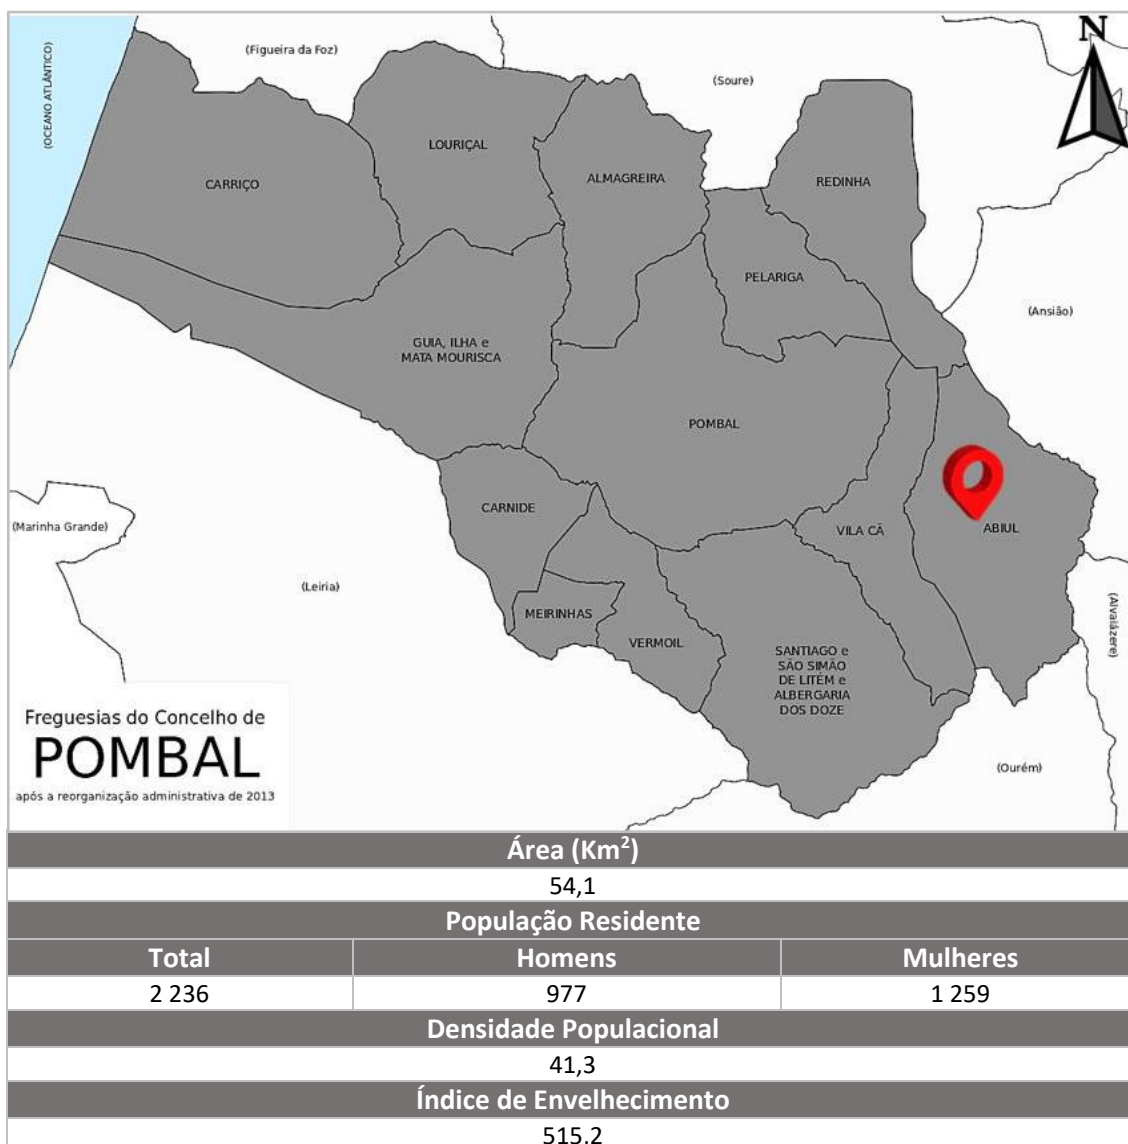 (OCEANO ATLÂNTICO)
(Figueira da Foz)
(Soure)
N
LOURIÇAL
CARRIÇO
ALMAGREIRA
REDINHA
PELARIGA
(Ansião)
GUIA, ILHA e
MATA MOURISCA
POMBAL
CARNIDE
(Marinha Grande)
VILA CÃ
ABIUL
(Leiria)
MEIRINHAS
VERMOIL
(Alvaiázere)
SANTIAGO e
SÃO SIMÃO
DE LITÉM e
ALBERGARIA
DOS DOZE
(Ourém)
Freguesias do Concelho de
POMBAL
após a reorganização administrativa de 2013
Área (Km²)
54,1
População Residente
Total Homens Mulheres
2 236 977 1 259
Densidade Populacional
41,3
Índice de Envelhecimento
515,2